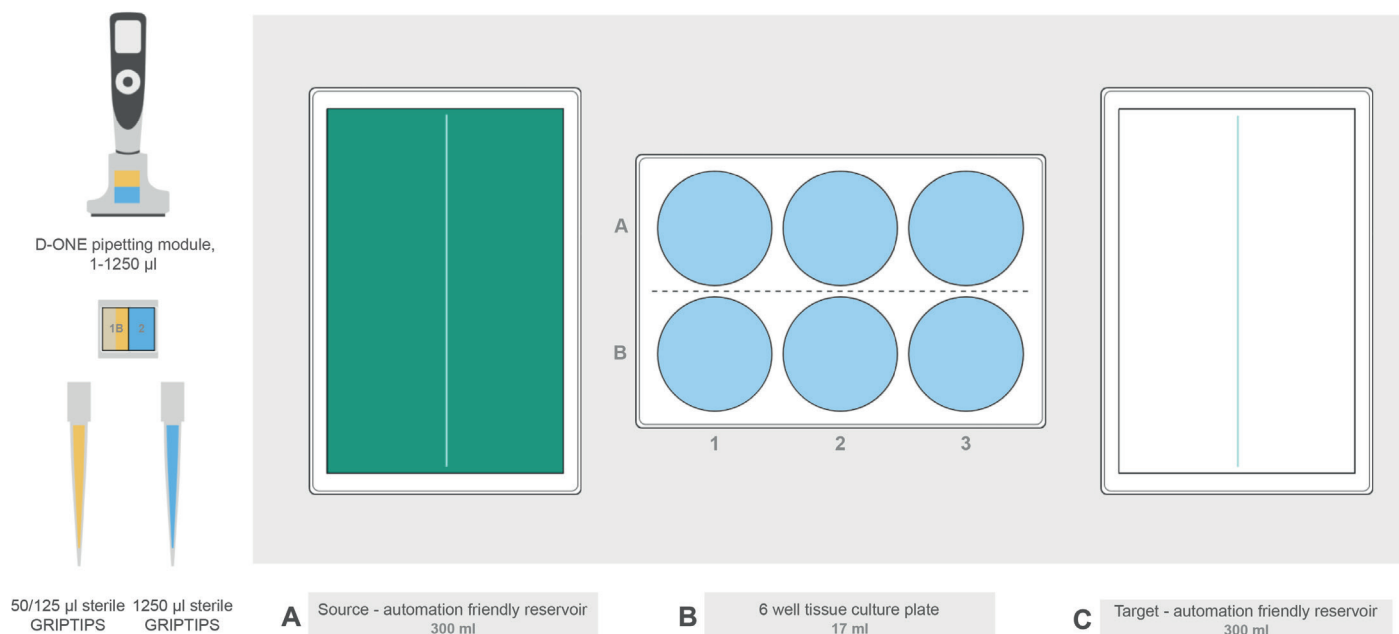 D-ONE pipetting module,
1-1250 µl
1B 2
50/125 µl sterile
GRIPTIPS
1250 µl sterile
GRIPTIPS
A
B
1 2 3
A
Source - automation friendly reservoir
300 ml
B
6 well tissue culture plate
17 ml
C
Target - automation friendly reservoir
300 ml